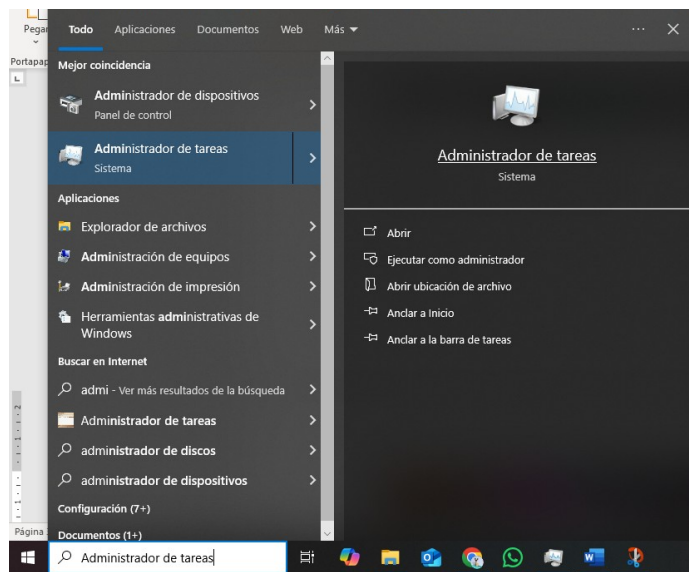 Pegar
Portapap
Página
Todo Aplicaciones Documentos Web Más
Mejor coincidencia
Administrador de dispositivos
Panel de control
Administrador de tareas
Sistema
Aplicaciones
Explorador de archivos
Administración de equipos
Administración de impresión
Herramientas administrativas de
Windows
Buscar en Internet
admi - Ver más resultados de la búsqueda
Administrador de tareas
administrador de discos
administrador de dispositivos
Configuración (7+)
Documentos (1+)
Administrador de tareas
Sistema
Abrir
Ejecutar como administrador
Abrir ubicación de archivo
Anclar a Inicio
Anclar a la barra de tareas
Administrador de tareas